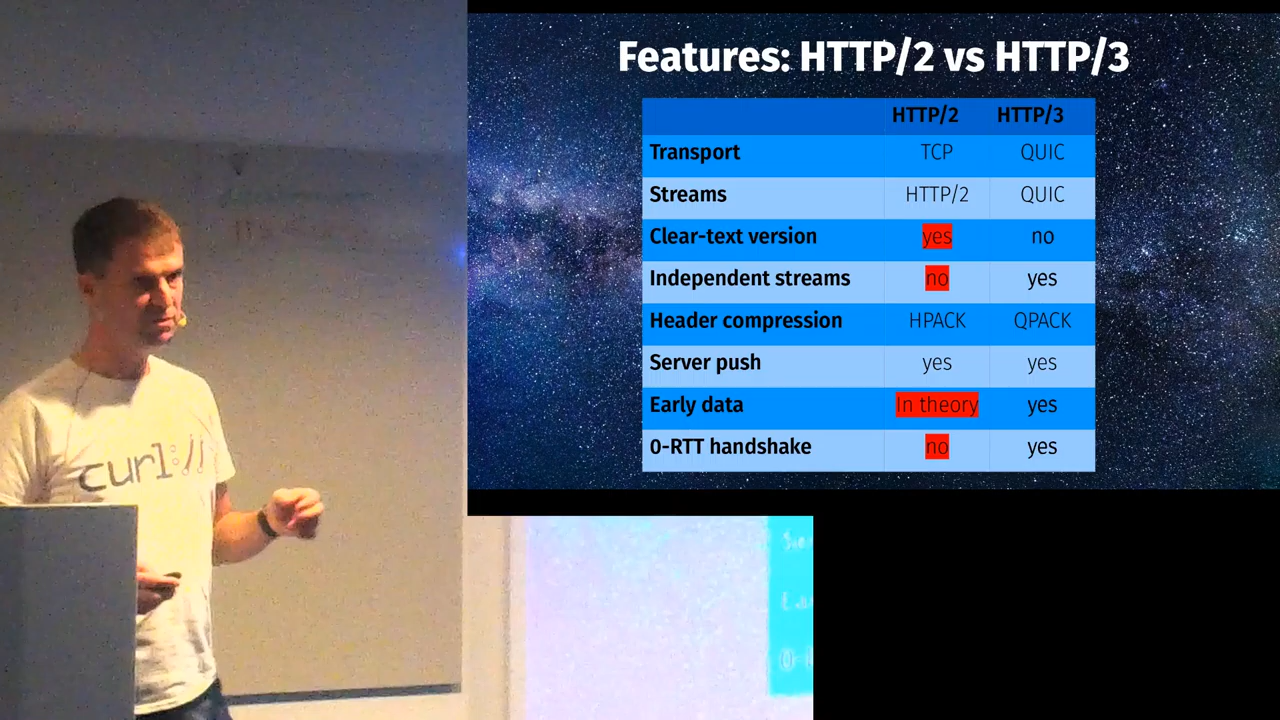 Features: HTTP/2 vs HTTP/3
HTTP/2 HTTP/3
Transport TCP QUIC
Streams HTTP/2 QUIC
Clear-text version yes no
Independent streams no yes
Header compression HPACK QPACK
Server push yes yes
Early data In theory yes
0-RTT handshake no yes
curl://